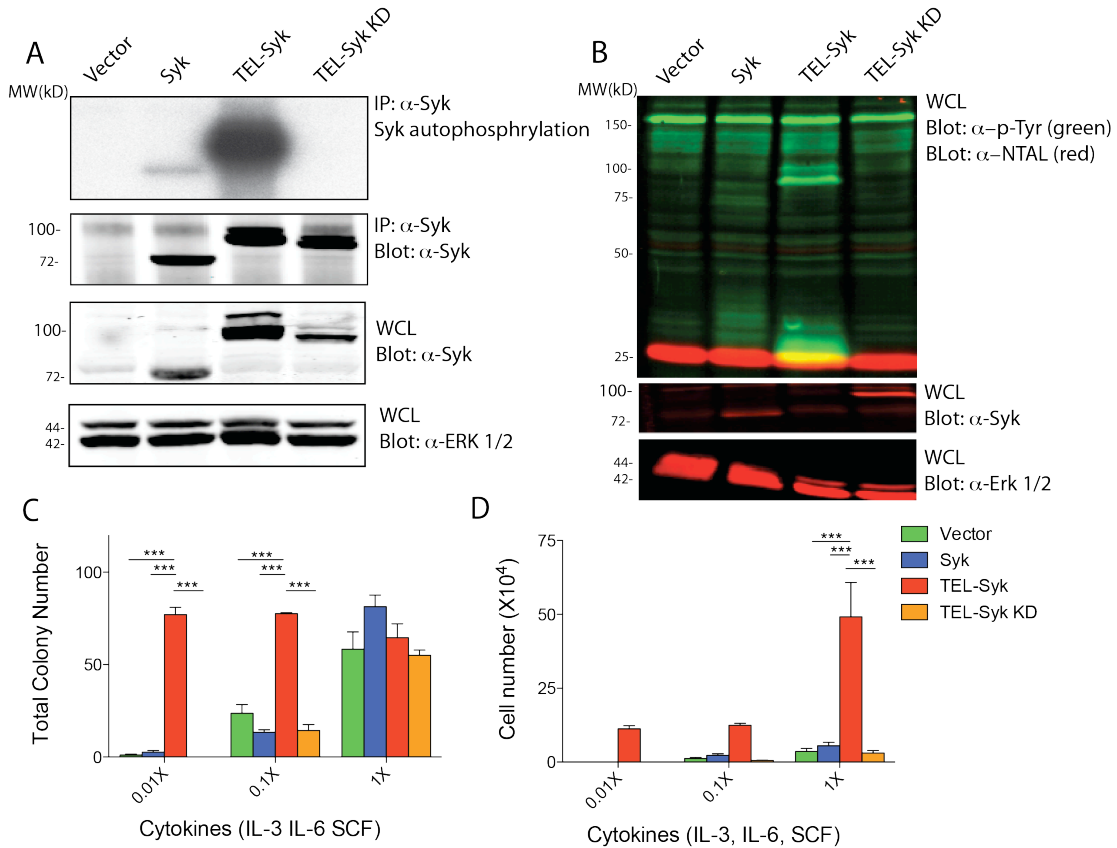 A
Vector
Syk
TEL-Syk
TEL-Syk KD
MW(kD)
IP: α-Syk
Syk autophosphrylation
100-
72-
IP: α-Syk
Blot: α-Syk
100-
72-
WCL
Blot: α-Syk
44-
42-
WCL
Blot: α-ERK 1/2
B
Vector
Syk
TEL-Syk
TEL-Syk KD
MW(kD)
150-
100-
75-
50-
25-
WCL
Blot: α–p-Tyr (green)
BLot: α–NTAL (red)
100-
72-
WCL
Blot: α-Syk
44-
42-
WCL
Blot: α-Erk 1/2
C
Total Colony Number
100
50
0
***
***
***
***
***
***
0.01X
0.1X
1X
Cytokines (IL-3 IL-6 SCF)
D
Cell number (X10⁴)
75
50
25
0
***
***
***
0.01X
0.1X
1X
Cytokines (IL-3, IL-6, SCF)
Vector
Syk
TEL-Syk
TEL-Syk KD